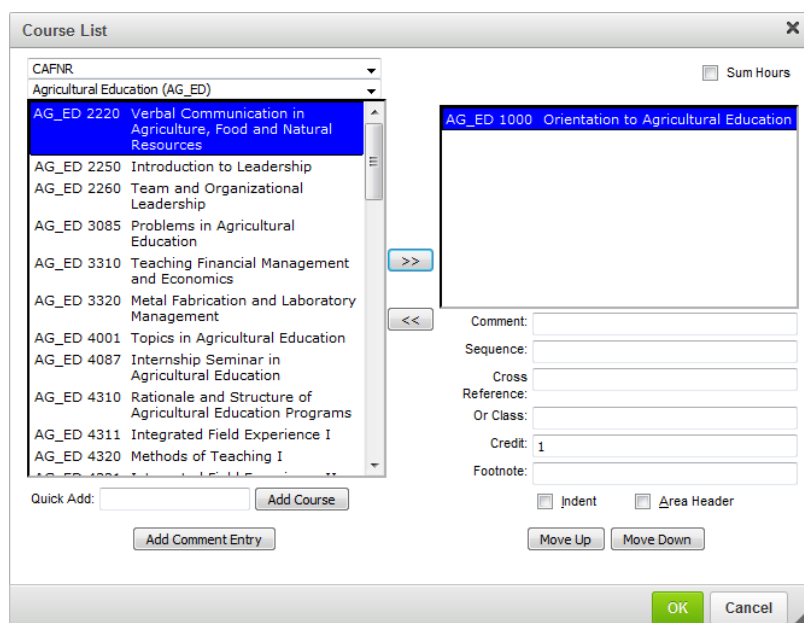 Course List
CAFNR
Agricultural Education (AG_ED)
AG_ED 2220 Verbal Communication in
Agriculture, Food and Natural
Resources
AG_ED 2250 Introduction to Leadership
AG_ED 2260 Team and Organizational
Leadership
AG_ED 3085 Problems in Agricultural
Education
AG_ED 3310 Teaching Financial Management
and Economics
AG_ED 3320 Metal Fabrication and Laboratory
Management
AG_ED 4001 Topics in Agricultural Education
AG_ED 4087 Internship Seminar in
Agricultural Education
AG_ED 4310 Rationale and Structure of
Agricultural Education Programs
AG_ED 4311 Integrated Field Experience I
AG_ED 4320 Methods of Teaching I
Quick Add:
Add Course
Add Comment Entry
>>
<<
Sum Hours
AG_ED 1000 Orientation to Agricultural Education
Comment:
Sequence:
Cross
Reference:
Or Class:
Credit: 1
Footnote:
Indent
Area Header
Move Up
Move Down
OK
Cancel